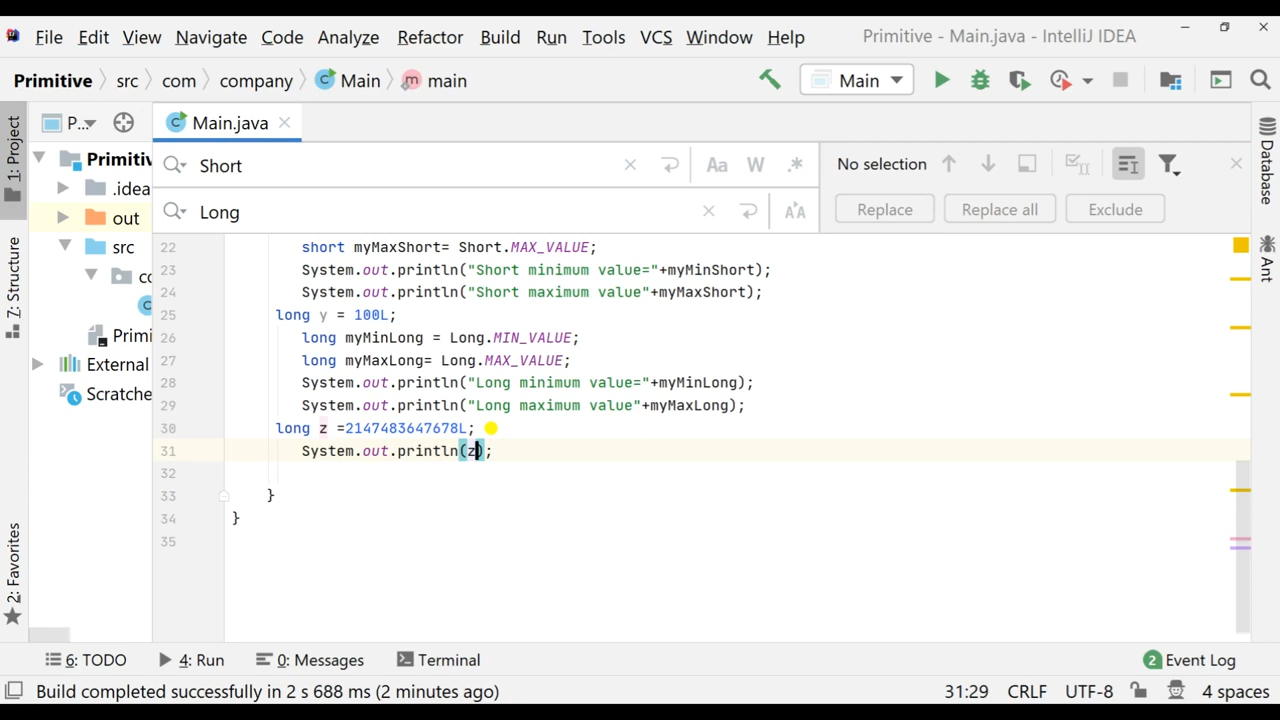 File Edit View Navigate Code Analyze Refactor Build Run Tools VCS Window Help Primitive - Main.java - IntelliJ IDEA
Primitive src com company Main main Main
1: Project P... Main.java
Short Aa W .* No selection
Long Replace Replace all Exclude
Primitiv
.idea
out
src
Primi
External
Scratche
22 short myMaxShort= Short.MAX_VALUE;
23 System.out.println("Short minimum value="+myMinShort);
24 System.out.println("Short maximum value"+myMaxShort);
25 long y = 100L;
26 long myMinLong = Long.MIN_VALUE;
27 long myMaxLong= Long.MAX_VALUE;
28 System.out.println("Long minimum value="+myMinLong);
29 System.out.println("Long maximum value"+myMaxLong);
30 long z =2147483647678L;
31 System.out.println(z);
32
33 }
34 }
35
Z: Structure
2: Favorites
Database
Ant
6: TODO 4: Run 0: Messages Terminal 2 Event Log
Build completed successfully in 2 s 688 ms (2 minutes ago) 31:29 CRLF UTF-8 4 spaces